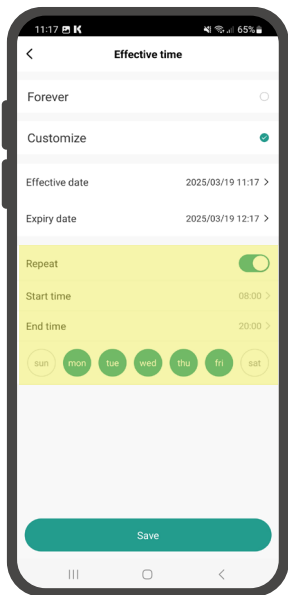 11:17 K 65%
Effective time
Forever
Customize
Effective date 2025/03/19 11:17
Expiry date 2025/03/19 12:17
Repeat
Start time 08:00
End time 20:00
sun mon tue wed thu fri sat
Save